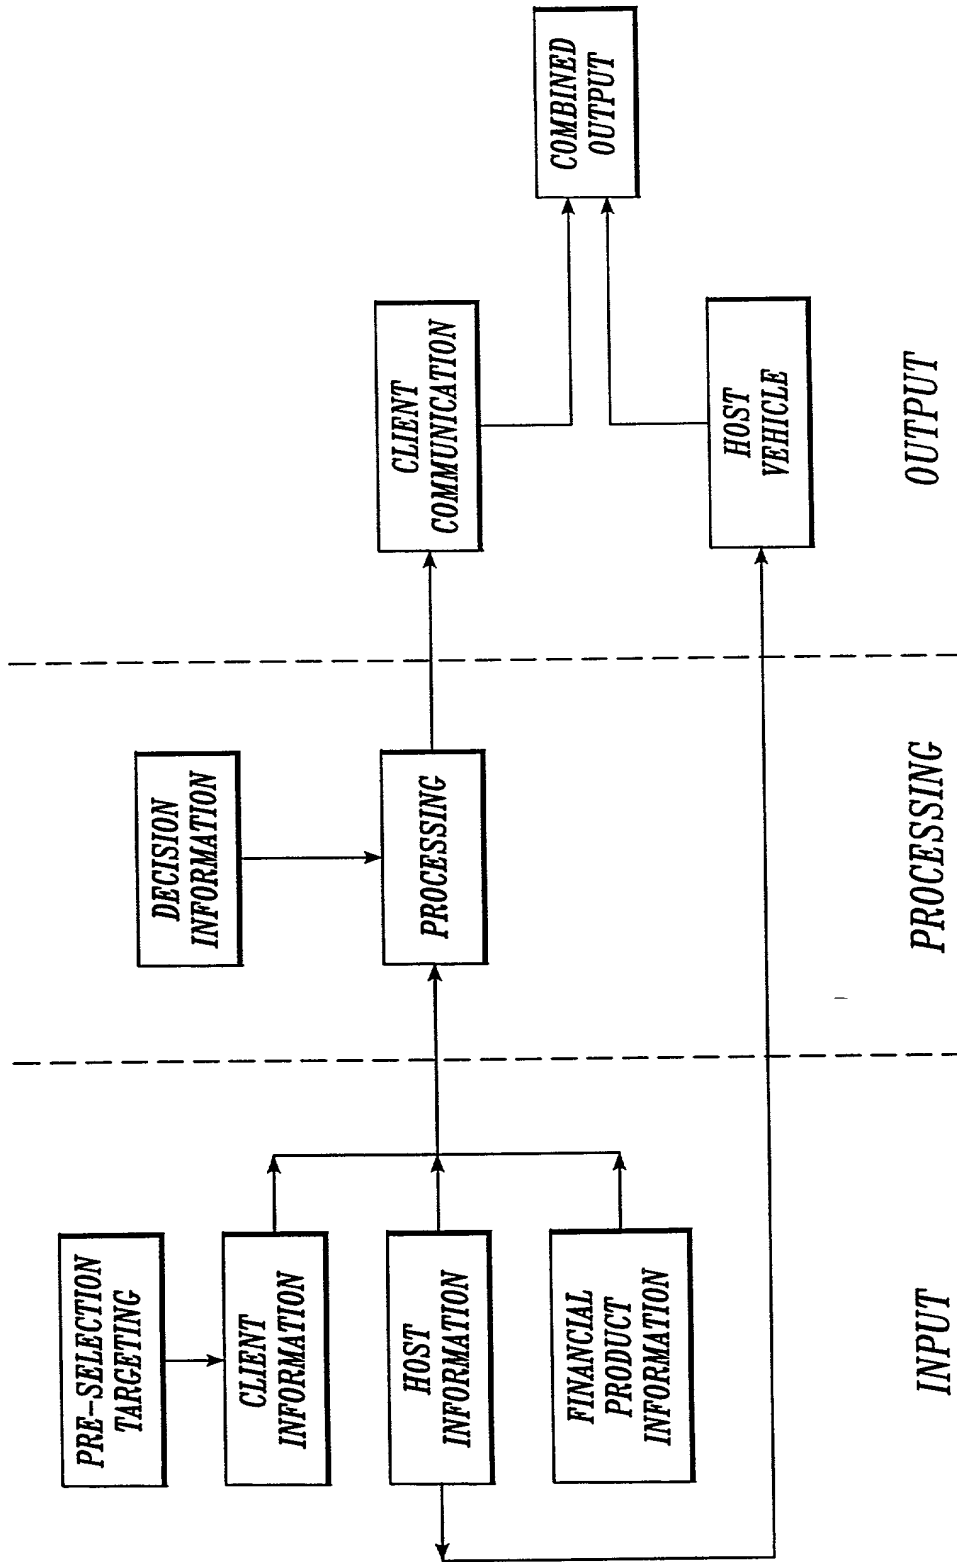 PRE-SELECTION
TARGETING
CLIENT
INFORMATION
HOST
INFORMATION
FINANCIAL
PRODUCT
INFORMATION
INPUT
DECISION
INFORMATION
PROCESSING
PROCESSING
CLIENT
COMMUNICATION
HOST
VEHICLE
OUTPUT
COMBINED
OUTPUT